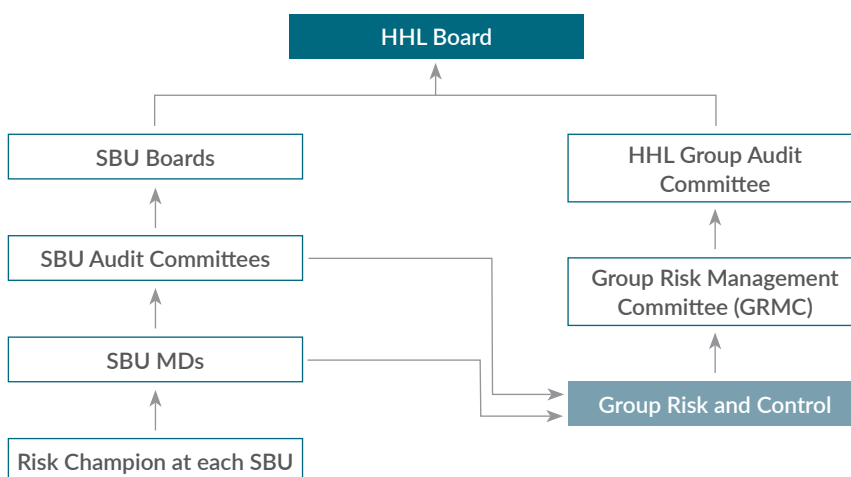 HHL Board
SBU Boards
HHL Group Audit
Committee
SBU Audit Committees
Group Risk Management
Committee (GRMC)
SBU MDs
Group Risk and Control
Risk Champion at each SBU